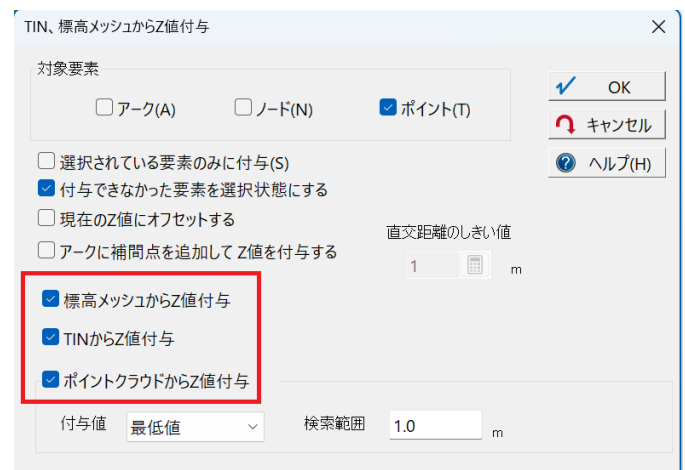 TIN、標高メッシュからZ値付与
対象要素
アーク(A) ノード(N) ポイント(T)
OK
キャンセル
ヘルプ(H)
選択されている要素のみに付与(S)
付与できなかった要素を選択状態にする
現在のZ値にオフセットする
アークに補間点を追加して Z値を付与する
直交距離のしきい値
1 m
標高メッシュからZ値付与
TINからZ値付与
ポイントクラウドからZ値付与
付与値 最低値 検索範囲 1.0 m